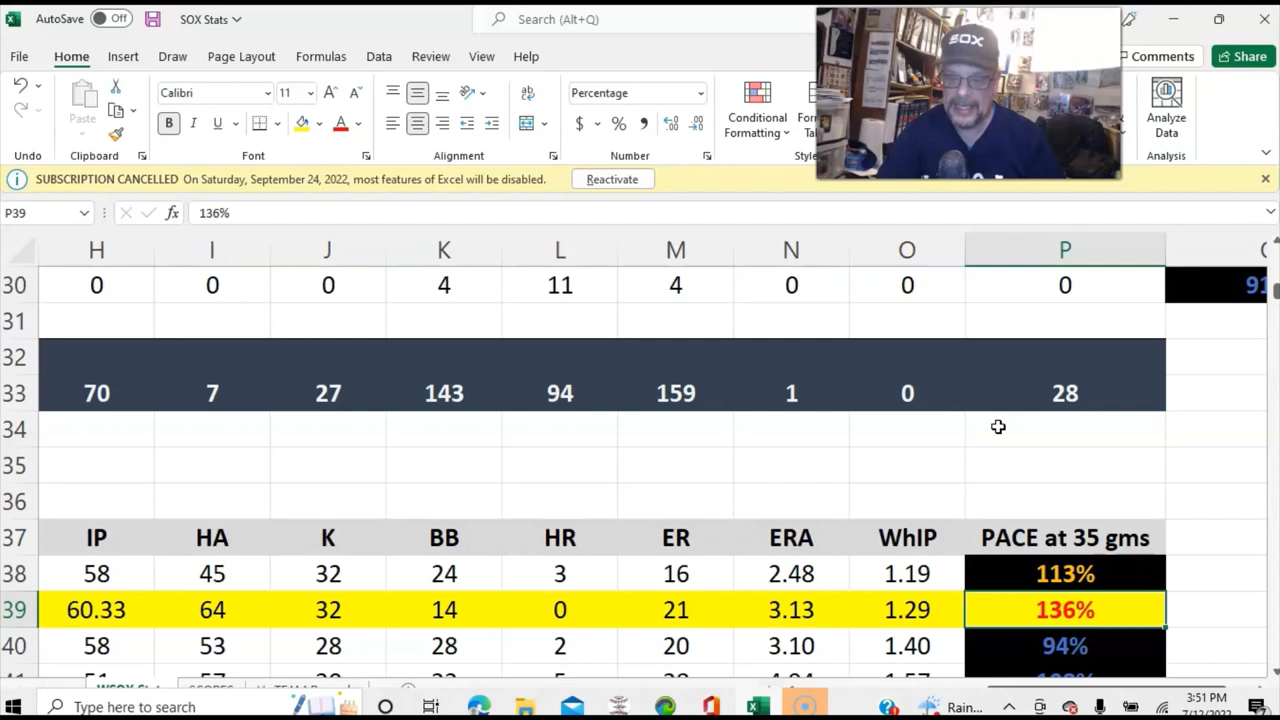 AutoSave Off SOX Stats Search (Alt+Q)
SOX
File Home Insert Draw Page Layout Formulas Data Review View Help Comments Share
Calibri 11 Percentage
Paste B I U $ % Conditional Formatting Analyze Data
Undo Clipboard Font Alignment Number Analysis
SUBSCRIPTION CANCELLED On Saturday, September 24, 2022, most features of Excel will be disabled. Reactivate
P39 fx 136%
H I J K L M N O P
30 0 0 0 4 11 4 0 0 0
31
32
33 70 7 27 143 94 159 1 0 28
34
35
36
37 IP HA K BB HR ER ERA WhIP PACE at 35 gms
38 58 45 32 24 3 16 2.48 1.19 113%
39 60.33 64 32 14 0 21 3.13 1.29 136%
40 58 53 28 28 2 20 3.10 1.40 94%
Type here to search Rain... 3:51 PM
7/12/2022